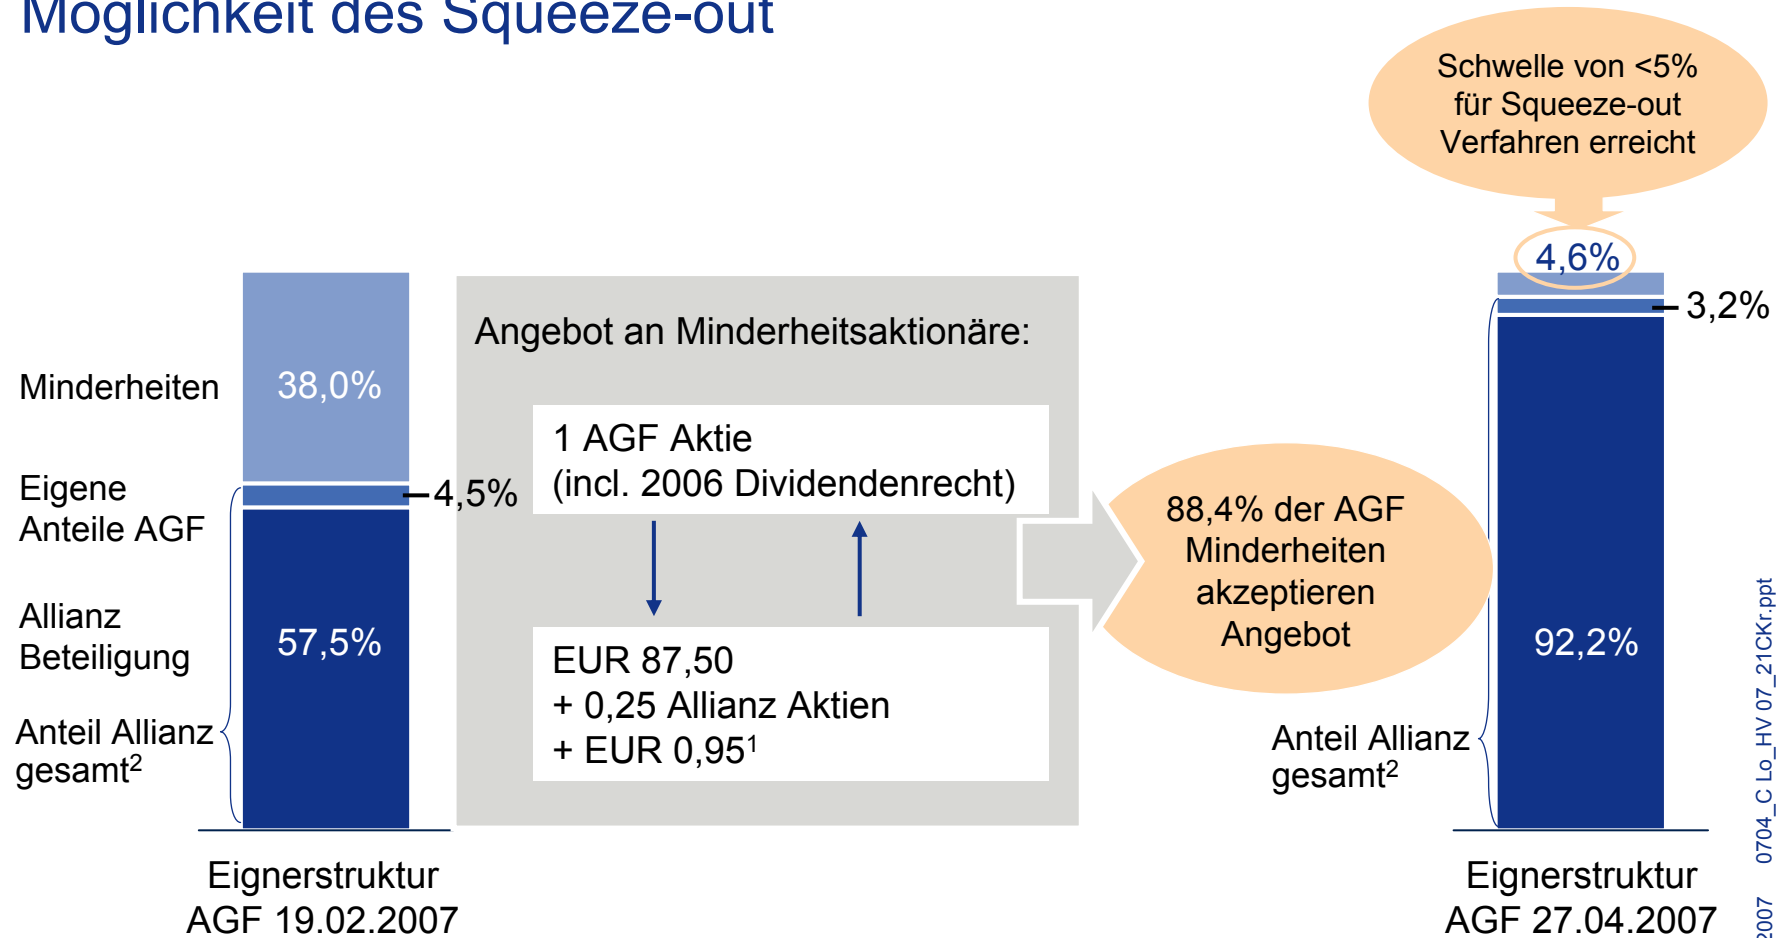 Möglichkeit des Squeeze-out
Schwelle von <5%
für Squeeze-out
Verfahren erreicht
4,6%
3,2%
92,2%
Anteil Allianz
gesamt²
Eignerstruktur
AGF 27.04.2007
Minderheiten
38,0%
Eigene
Anteile AGF
4,5%
Allianz
Beteiligung
57,5%
Anteil Allianz
gesamt²
Eignerstruktur
AGF 19.02.2007
Angebot an Minderheitsaktionäre:
1 AGF Aktie
(incl. 2006 Dividendenrecht)
EUR 87,50
+ 0,25 Allianz Aktien
+ EUR 0,95¹
88,4% der AGF
Minderheiten
akzeptieren
Angebot
2007 0704_C Lo_HV 07_21CKr.ppt